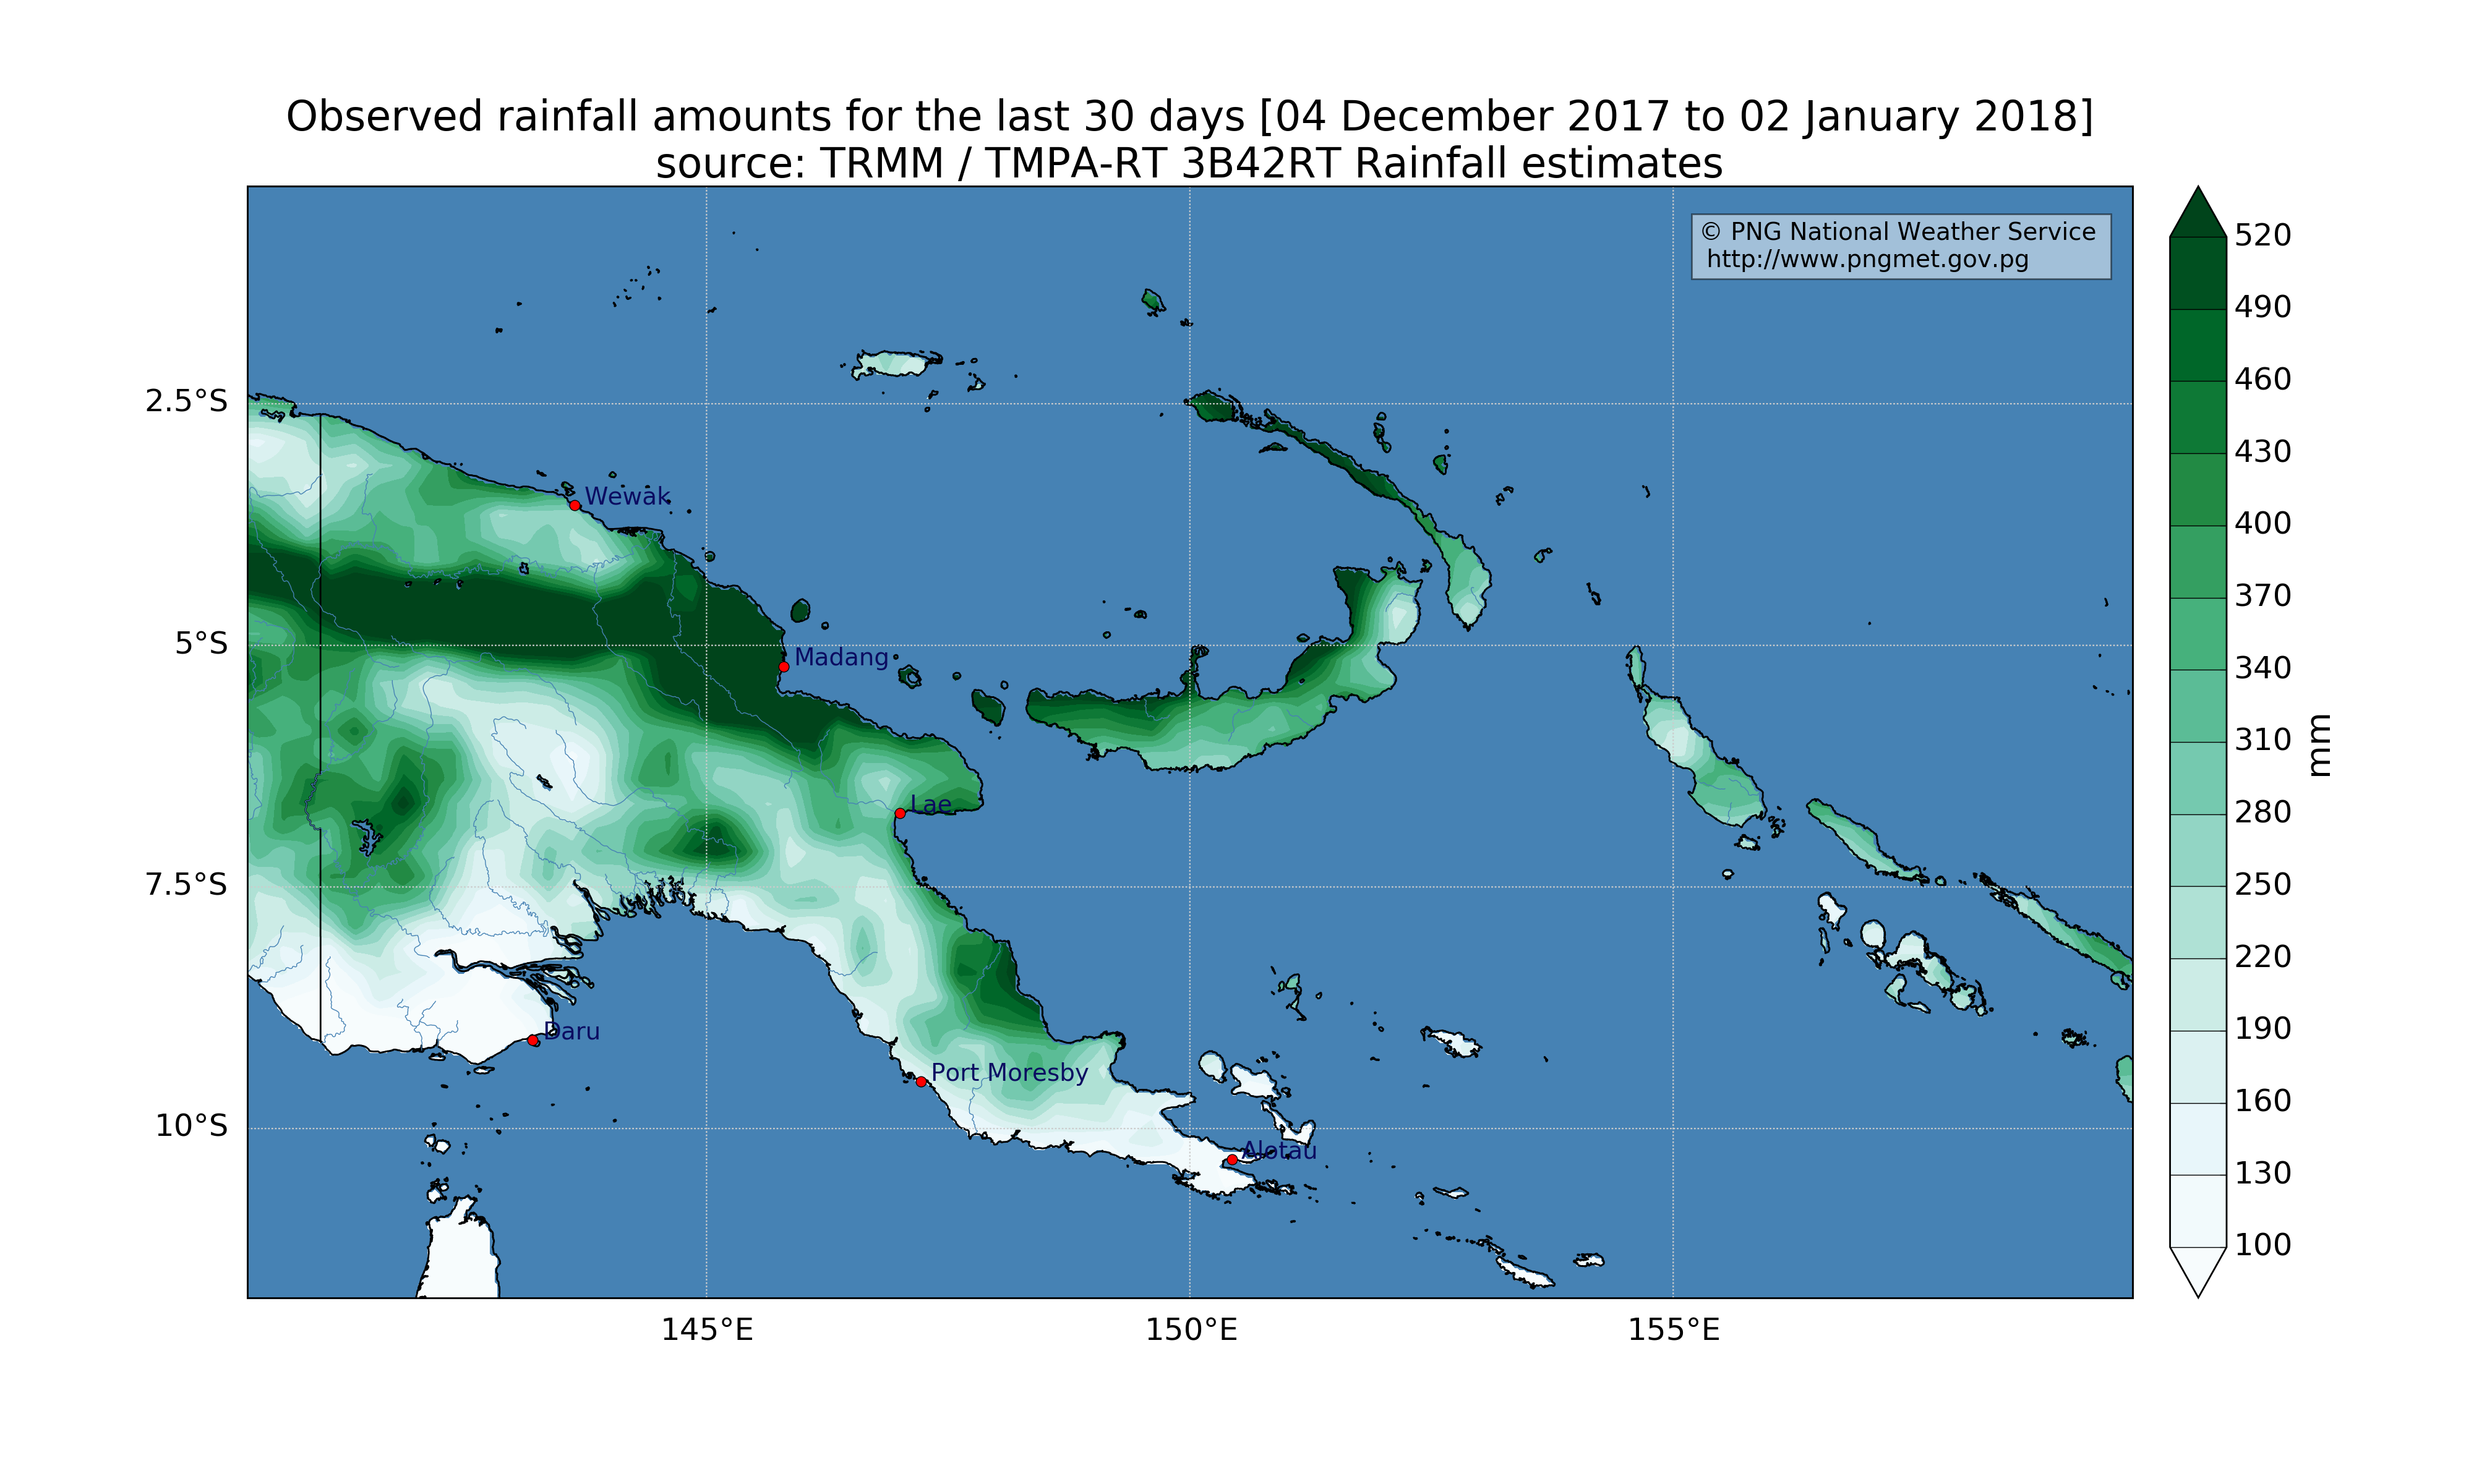 Observed rainfall amounts for the last 30 days [04 December 2017 to 02 January 2018]
source: TRMM / TMPA-RT 3B42RT Rainfall estimates
© PNG National Weather Service
http://www.pngmet.gov.pg
2.5°S
5°S
7.5°S
10°S
Wewak
Madang
Lae
Daru
Port Moresby
Alotau
145°E
150°E
155°E
520
490
460
430
400
370
340
310
280
250
220
190
160
130
100
mm